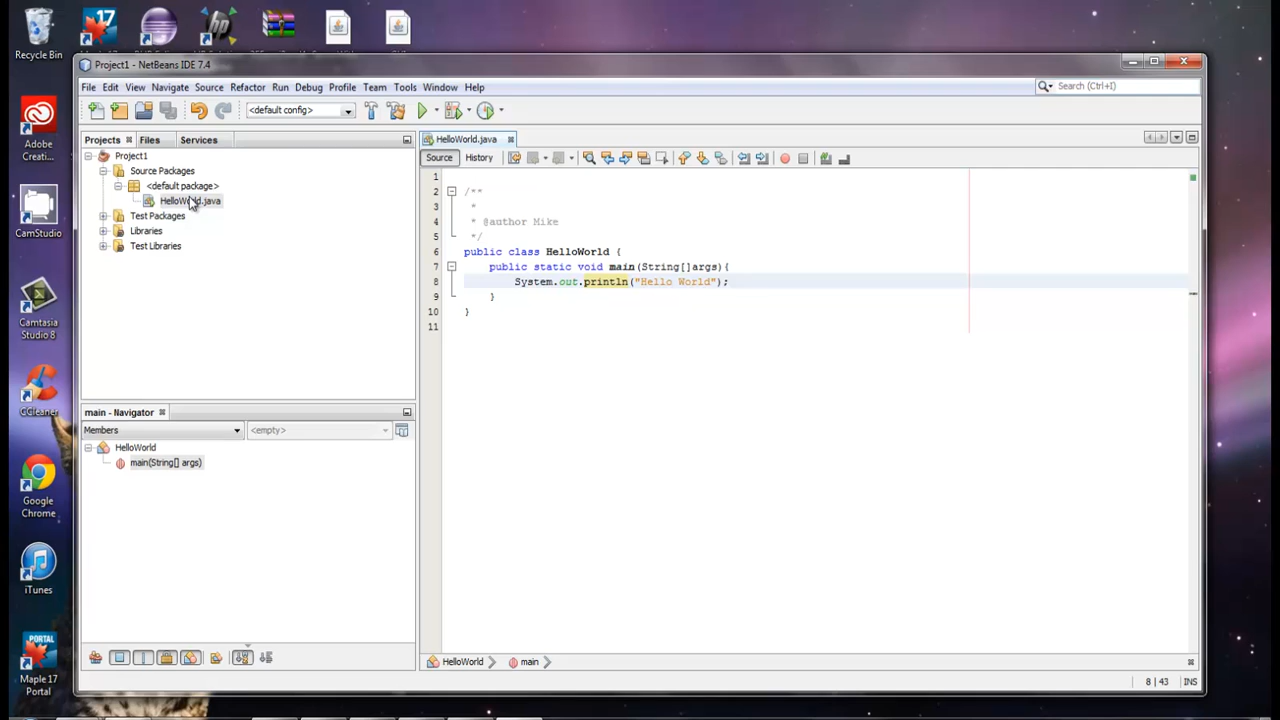 Recycle Bin
17
hp
Project1 - NetBeans IDE 7.4
File Edit View Navigate Source Refactor Run Debug Profile Team Tools Window Help
Search (Ctrl+I)
<default config>
Adobe
Creati...
Projects Files Services
HelloWorld.java
Source History
Project1
Source Packages
<default package>
HelloWorld.java
Test Packages
Libraries
Test Libraries
CamStudio
Camtasia
Studio 8
CCleaner
Google
Chrome
iTunes
PORTAL
Maple 17
Portal
1
2 /**
3 *
4 * @author Mike
5 */
6 public class HelloWorld {
7 public static void main(String[]args){
8 System.out.println("Hello World");
9 }
10 }
11
main - Navigator
Members <empty>
HelloWorld
main(String[] args)
HelloWorld main
8 | 43 INS